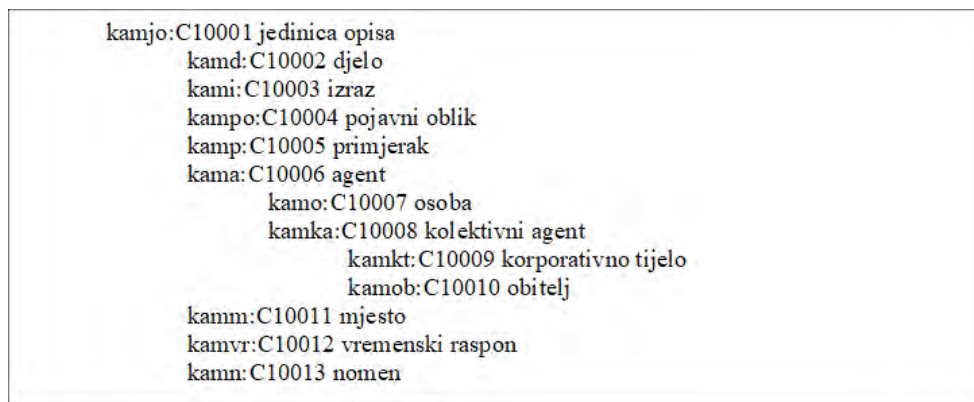 kamjo:C10001 jedinica opisa
kamd:C10002 djelo
kami:C10003 izraz
kampo:C10004 pojavni oblik
kamp:C10005 primjerak
kama:C10006 agent
kamo:C10007 osoba
kamka:C10008 kolektivni agent
kamkt:C10009 korporativno tijelo
kamob:C10010 obitelj
kamm:C10011 mjesto
kamvr:C10012 vremenski raspon
kamn:C10013 nomen